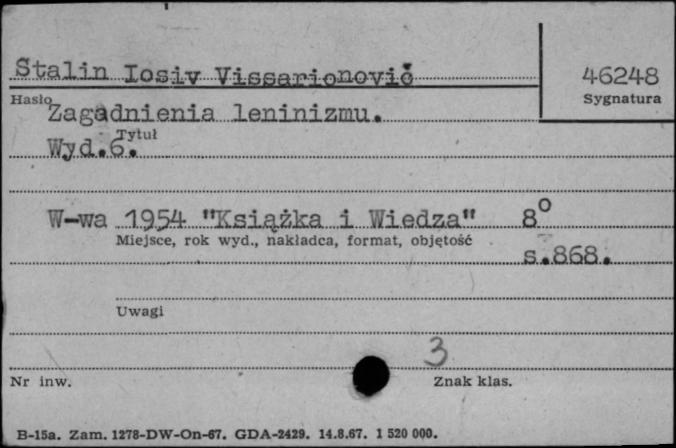 Stalin Iosiv Vissarionovič
46248
Hasło
Sygnatura
Zagadnienia leninizmu.
Tytuł
Wyd.6.
W-wa 1954 "Książka i Wiedza" 8º
Miejsce, rok wyd., nakładca, format, objętość
s.868.
Uwagi
3
Nr inw.
Znak klas.
B-15a. Zam. 1278-DW-On-67. GDA-2429. 14.8.67. 1 520 000.